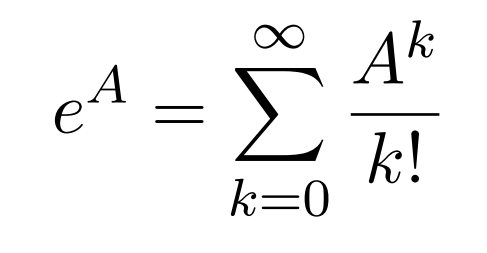 e^A = \sum_{k=0}^{\infty} \frac{A^k}{k!}